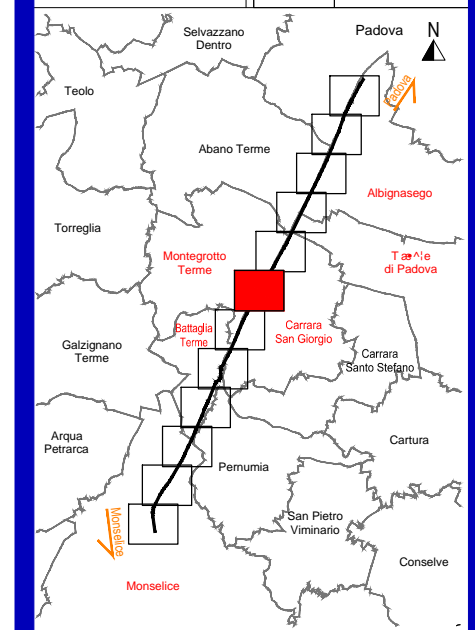 Selvazzano
Dentro
Padova
N
Padova
Teolo
Abano Terme
Albignasego
Torreglia
Montegrotto
Terme
di Padova
Battaglia
Terme
Carrara
San Giorgio
Galzignano
Terme
Carrara
Santo Stefano
Arqua
Petrarca
Cartura
Pernumia
Monselice
San Pietro
Viminario
Conselve
Monselice